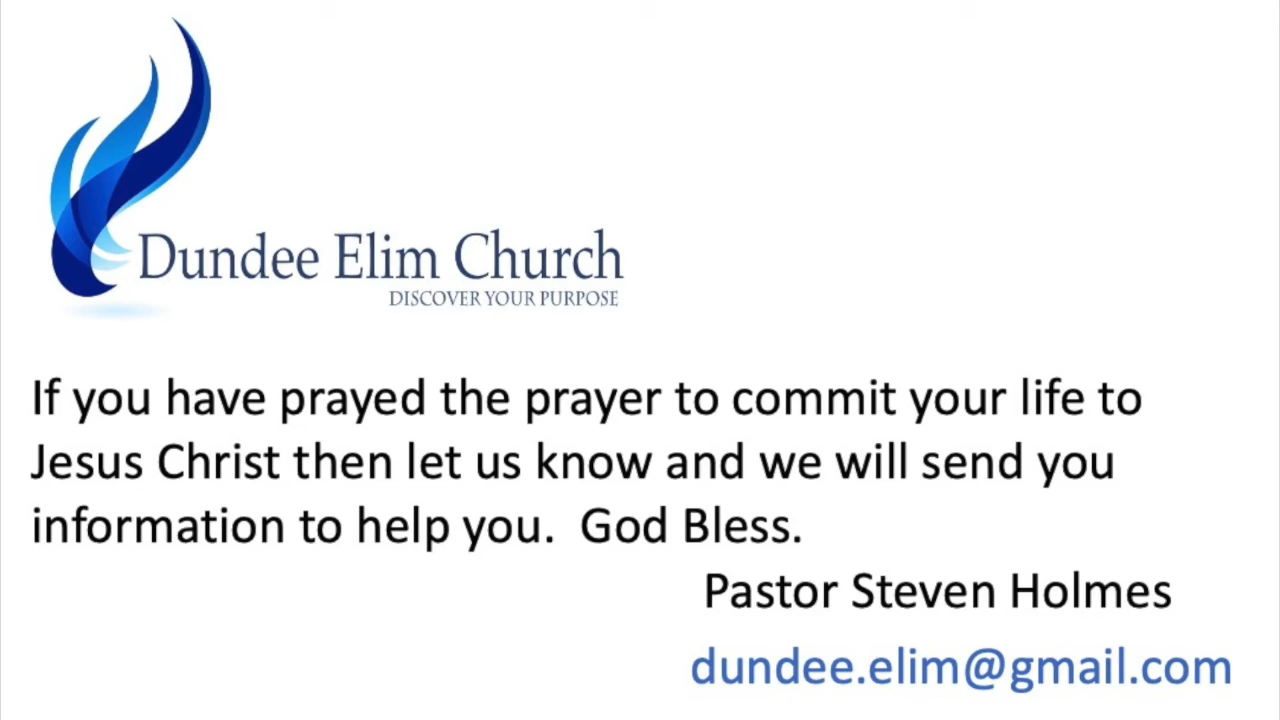 Dundee Elim Church
DISCOVER YOUR PURPOSE
If you have prayed the prayer to commit your life to
Jesus Christ then let us know and we will send you
information to help you.  God Bless.
Pastor Steven Holmes
dundee.elim@gmail.com